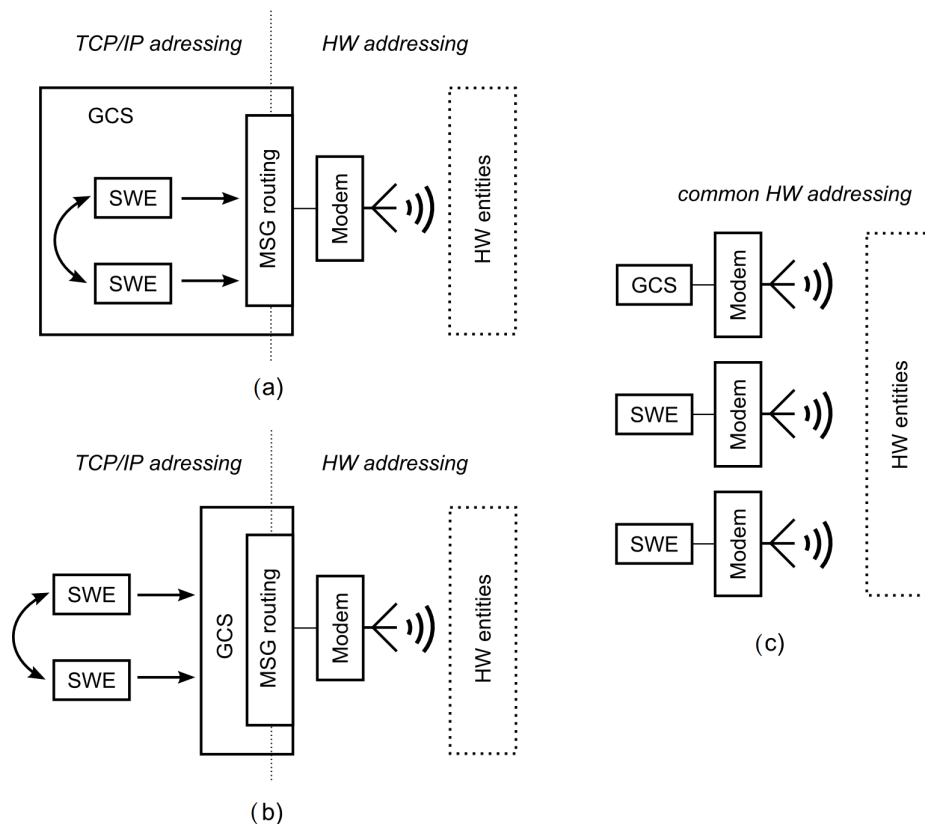 TCP/IP adressing
HW addressing
GCS
SWE
SWE
MSG routing
Modem
HW entities
(a)
TCP/IP adressing
HW addressing
SWE
SWE
GCS
MSG routing
Modem
HW entities
(b)
common HW addressing
GCS
Modem
SWE
Modem
SWE
Modem
HW entities
(c)